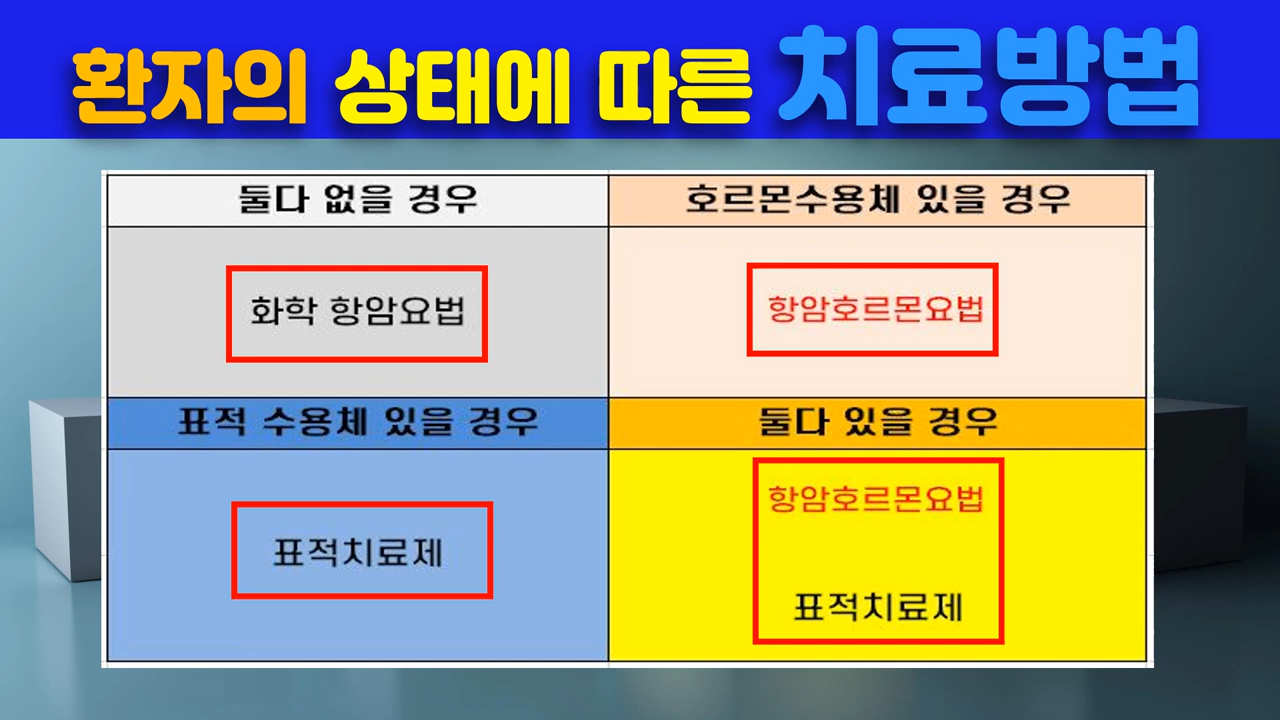 환자의 상태에 따른 치료방법
둘다 없을 경우
호르몬수용체 있을 경우
화학 항암요법
항암호르몬요법
표적 수용체 있을 경우
둘다 있을 경우
표적치료제
항암호르몬요법
표적치료제